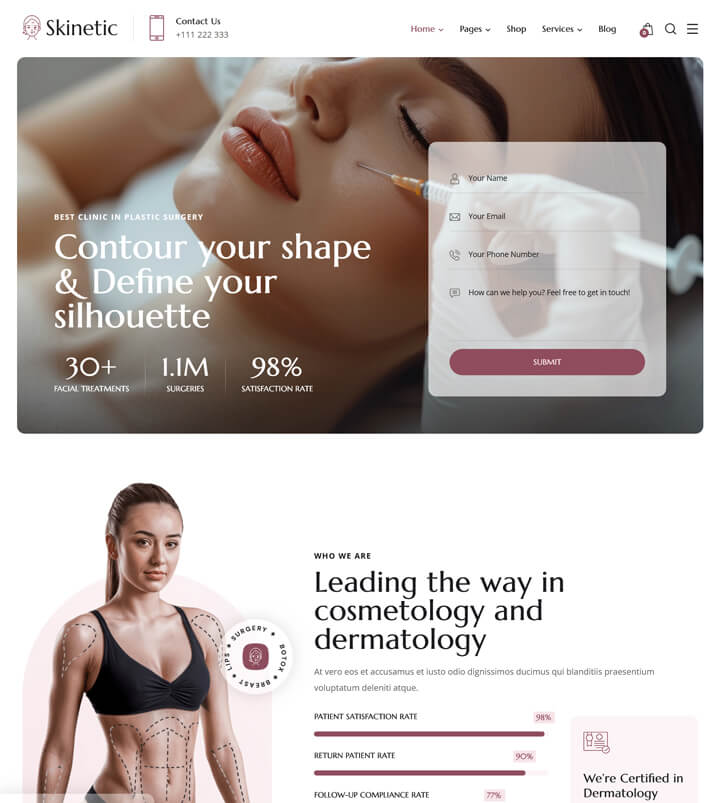 Skinetic
Contact Us
+111 222 333
Home
Pages
Shop
Services
Blog
0
BEST CLINIC IN PLASTIC SURGERY
Contour your shape
& Define your
silhouette
30+
FACIAL TREATMENTS
1.1M
SURGERIES
98%
SATISFACTION RATE
Your Name
Your Email
Your Phone Number
How can we help you? Feel free to get in touch!
SUBMIT
SURGERY
BOTOX
BREAST
LIPS
WHO WE ARE
Leading the way in
cosmetology and
dermatology
At vero eos et accusamus et iusto odio dignissimos ducimus qui blanditiis praesentium
voluptatum deleniti atque.
PATIENT SATISFACTION RATE
98%
RETURN PATIENT RATE
90%
FOLLOW-UP COMPLIANCE RATE
77%
We're Certified in
Dermatology